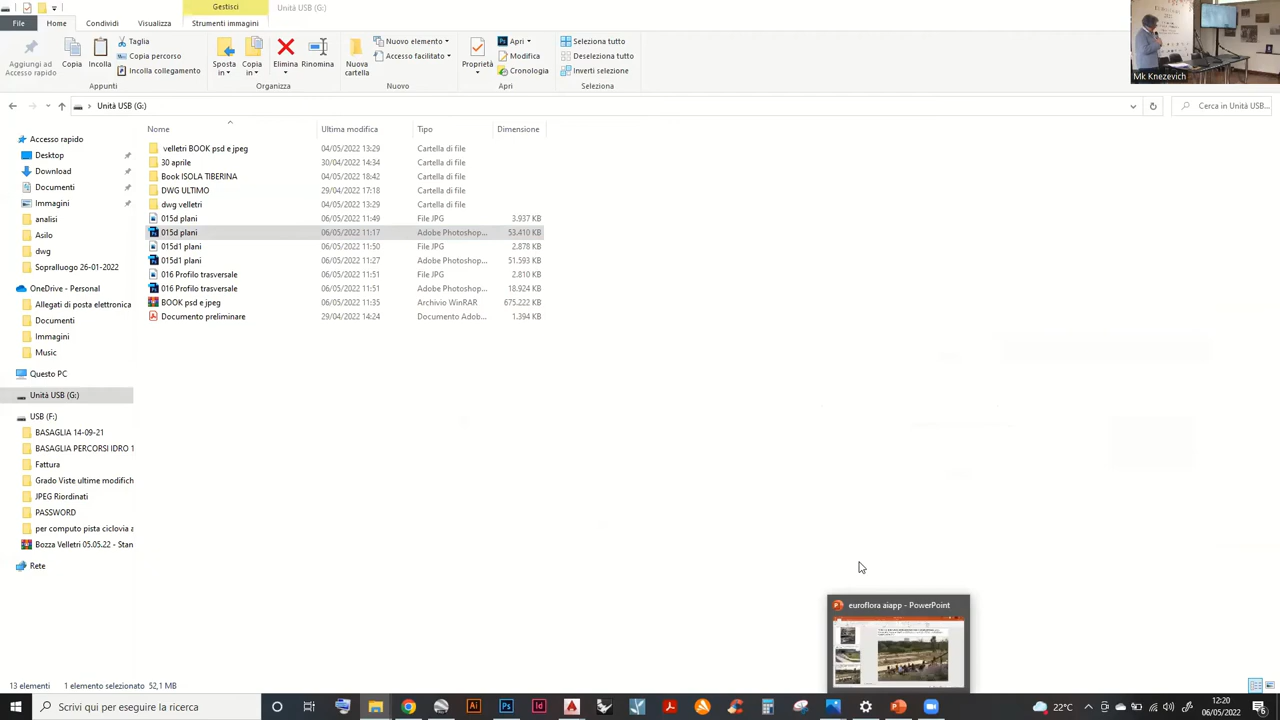 Gestisci
Unità USB (G:)
File
Home
Condividi
Visualizza
Strumenti immagini
Aggiungi ad Accesso rapido
Copia
Incolla
Taglia
Copia percorso
Incolla collegamento
Appunti
Sposta in
Copia in
Elimina
Rinomina
Organizza
Nuova cartella
Nuovo elemento
Accesso facilitato
Nuovo
Proprietà
Apri
Modifica
Cronologia
Apri
Seleziona tutto
Deseleziona tutto
Inverti selezione
Seleziona
Mk Knezevich
Unità USB (G:)
Cerca in Unità USB...
Nome Ultima modifica Tipo Dimensione
velletri BOOK psd e jpeg 04/05/2022 13:29 Cartella di file
30 aprile 30/04/2022 14:34 Cartella di file
Book ISOLA TIBERINA 04/05/2022 18:42 Cartella di file
DWG ULTIMO 29/04/2022 17:18 Cartella di file
dwg velletri 04/05/2022 13:29 Cartella di file
015d plani 06/05/2022 11:49 File JPG 3.937 KB
015d plani 06/05/2022 11:17 Adobe Photoshop... 53.410 KB
015d1 plani 06/05/2022 11:50 File JPG 2.878 KB
015d1 plani 06/05/2022 11:27 Adobe Photoshop... 51.593 KB
016 Profilo trasversale 06/05/2022 11:51 File JPG 2.810 KB
016 Profilo trasversale 06/05/2022 11:51 Adobe Photoshop... 18.924 KB
BOOK psd e jpeg 06/05/2022 11:35 Archivio WinRAR 675.222 KB
Documento preliminare 29/04/2022 14:24 Documento Adob... 1.394 KB
Accesso rapido
Desktop
Download
Documenti
Immagini
analisi
Asilo
dwg
Sopralluogo 26-01-2022
OneDrive - Personal
Allegati di posta elettronica
Documenti
Immagini
Music
Questo PC
Unità USB (G:)
USB (F:)
BASAGLIA 14-09-21
BASAGLIA PERCORSI IDRO 1
Fattura
Grado Viste ultime modifich
JPEG Riordinati
PASSWORD
per computo pista ciclovia a
Bozza Velletri 05.05.22 - Stan
Rete
euroflora aiapp - PowerPoint
13 elementi 1 elemento selezionato 52,1 MB
Scrivi qui per eseguire la ricerca
22°C
12:20
06/05/2022
6